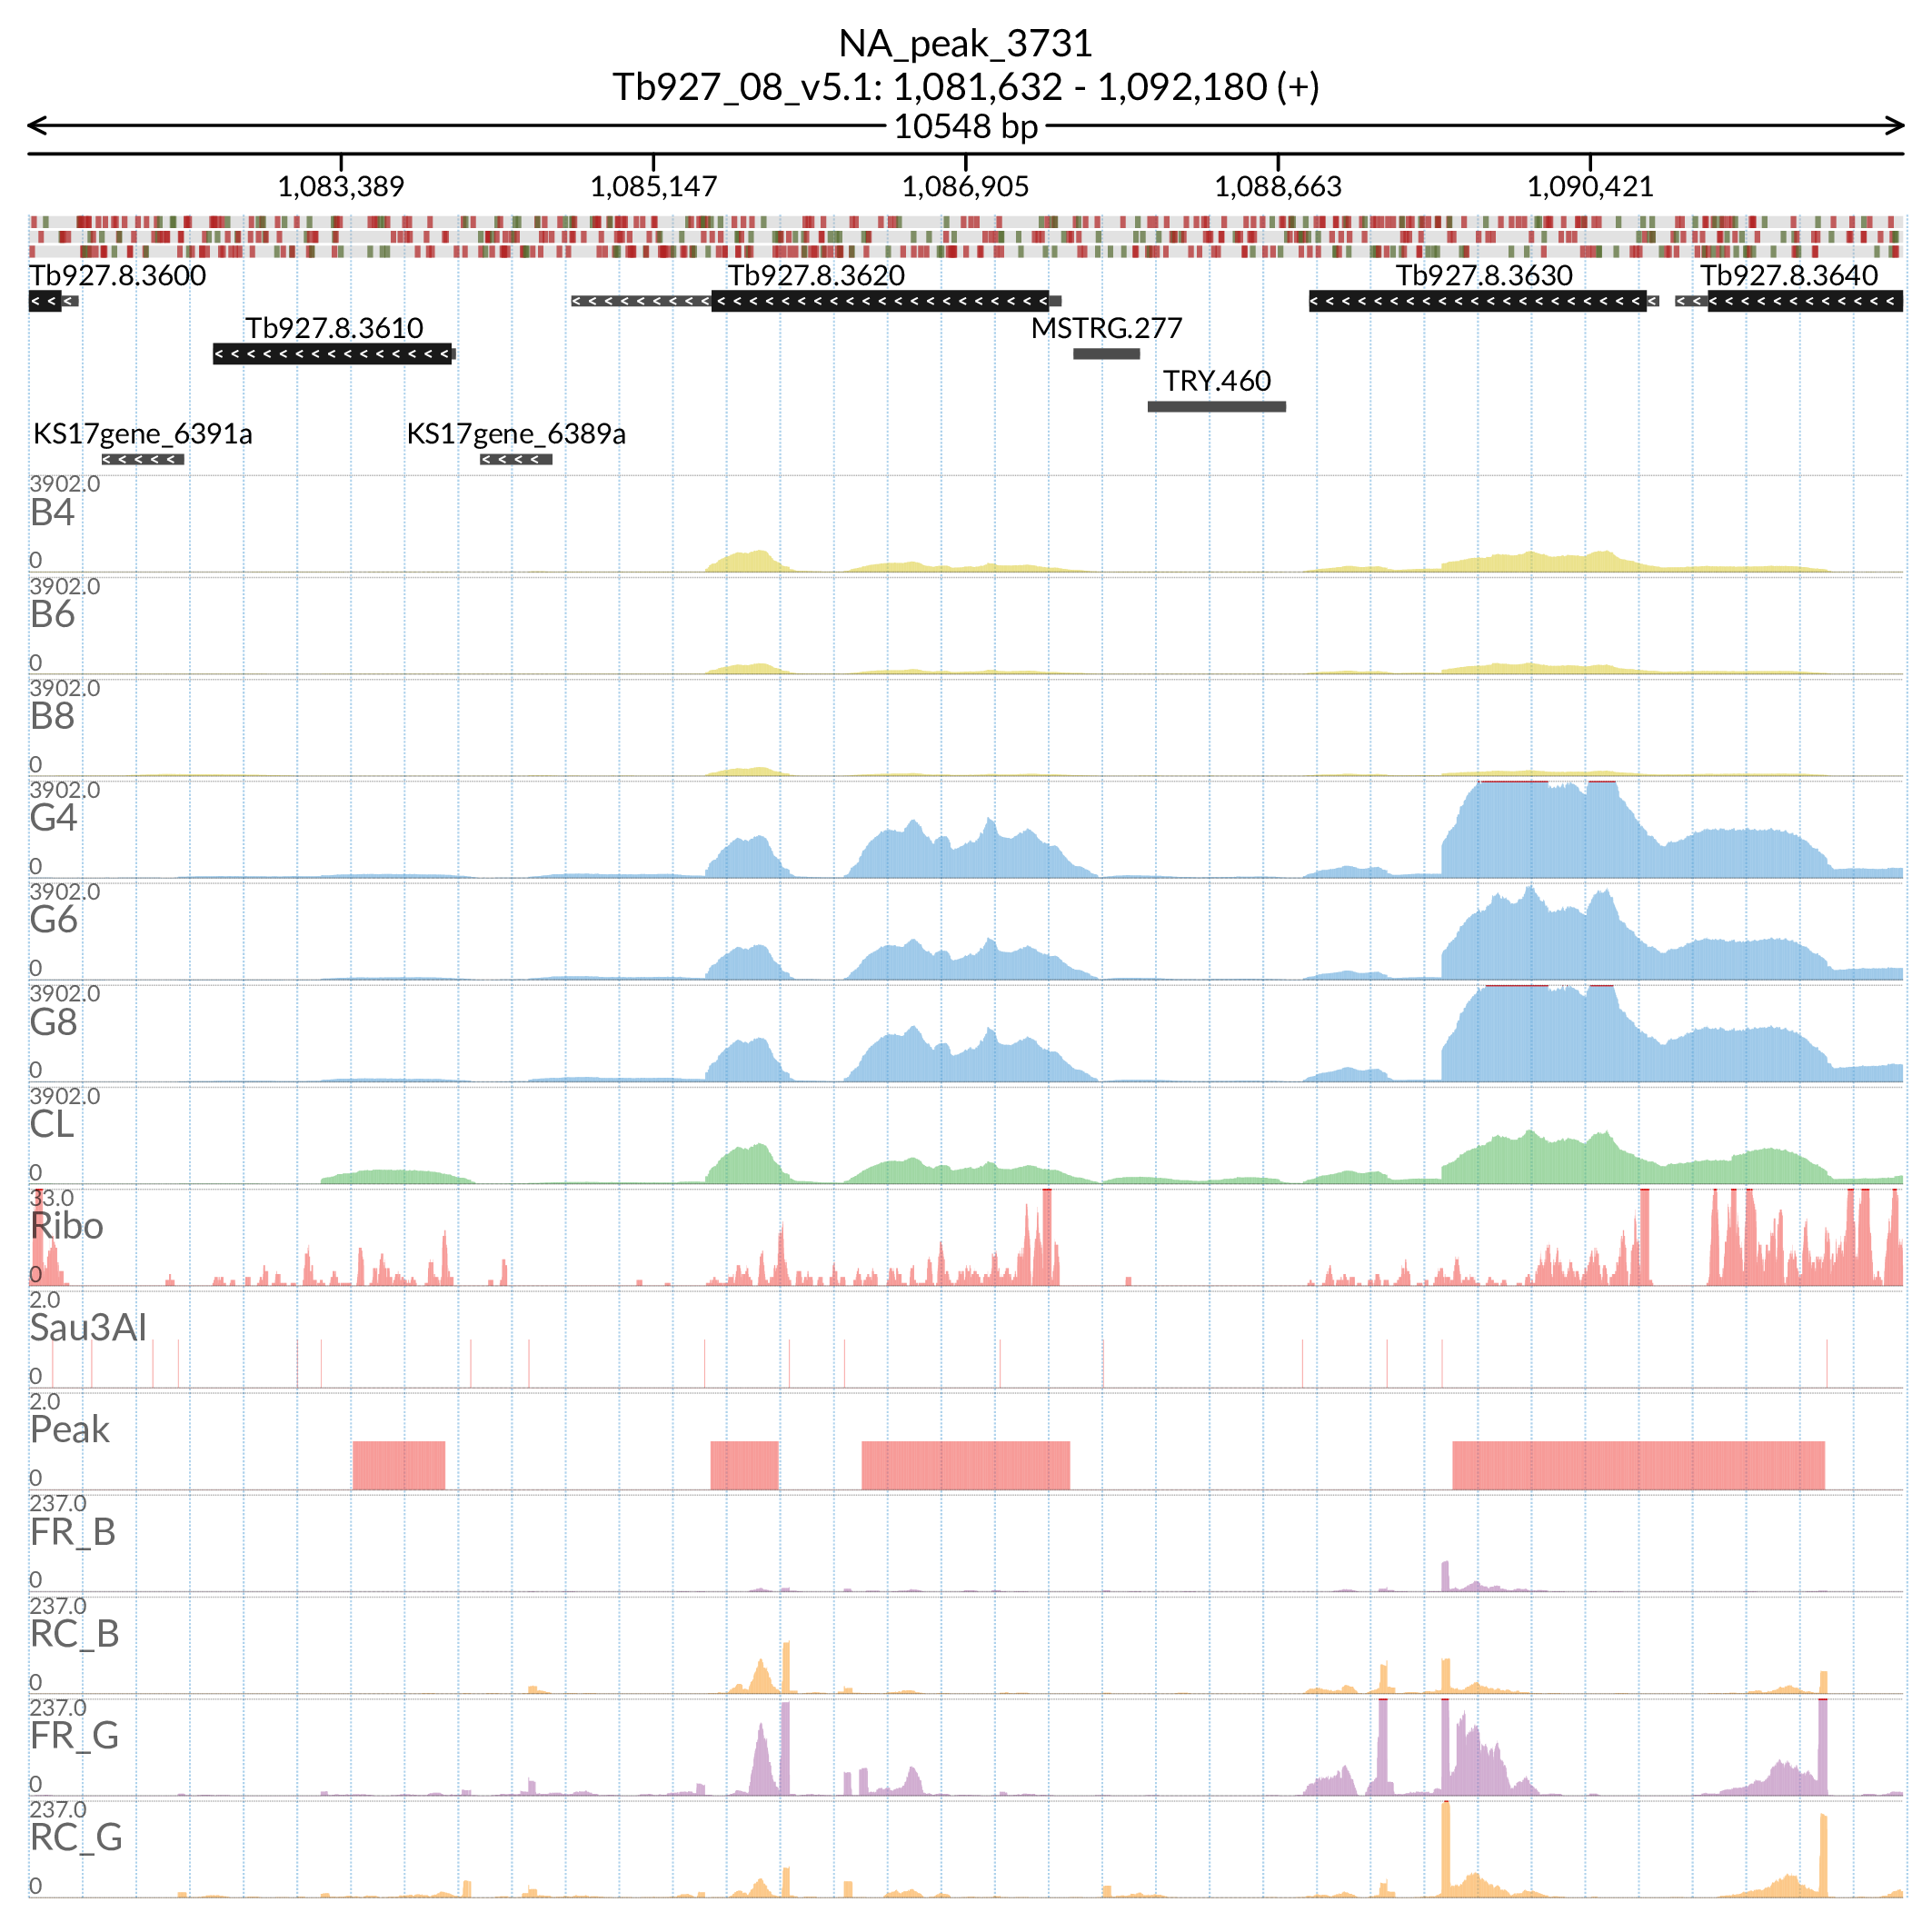 NA_peak_3731
Tb927_08_v5.1: 1,081,632 - 1,092,180 (+)
10548 bp
1,083,389 1,085,147 1,086,905 1,088,663 1,090,421
Tb927.8.3600 Tb927.8.3620 Tb927.8.3630 Tb927.8.3640
Tb927.8.3610 MSTRG.277
TRY.460
KS17gene_6391a KS17gene_6389a
3902.0
B4
0
3902.0
B6
0
3902.0
B8
0
3902.0
G4
0
3902.0
G6
0
3902.0
G8
0
3902.0
CL
0
33.0
Ribo
0
2.0
Sau3AI
0
2.0
Peak
0
237.0
FR_B
0
237.0
RC_B
0
237.0
FR_G
0
237.0
RC_G
0